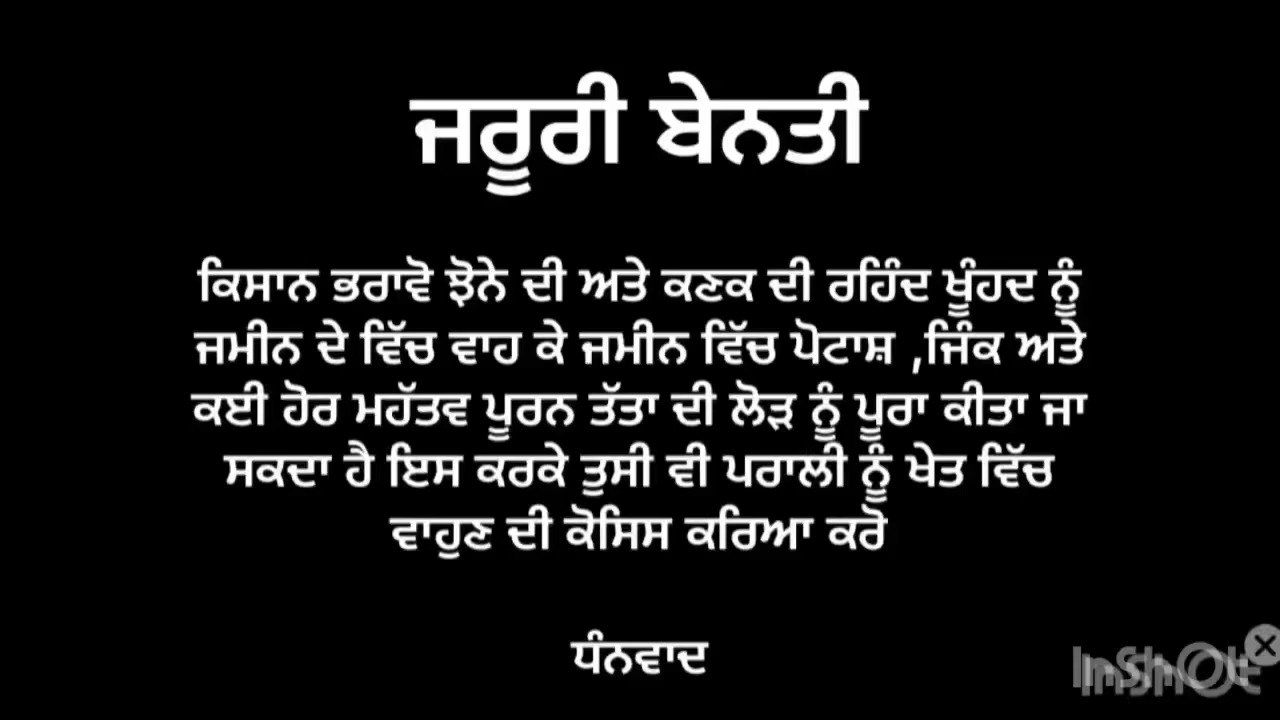 ਜਰੂਰੀ ਬੇਨਤੀ
ਕਿਸਾਨ ਭਰਾਵੋ ਝੋਨੇ ਦੀ ਅਤੇ ਕਣਕ ਦੀ ਰਹਿੰਦ ਖੂੰਹਦ ਨੂੰ
ਜਮੀਨ ਦੇ ਵਿੱਚ ਵਾਹ ਕੇ ਜਮੀਨ ਵਿੱਚ ਪੋਟਾਸ਼ ,ਜਿੰਕ ਅਤੇ
ਕਈ ਹੋਰ ਮਹੱਤਵ ਪੂਰਨ ਤੱਤਾ ਦੀ ਲੋੜ ਨੂੰ ਪੂਰਾ ਕੀਤਾ ਜਾ
ਸਕਦਾ ਹੈ ਇਸ ਕਰਕੇ ਤੁਸੀ ਵੀ ਪਰਾਲੀ ਨੂੰ ਖੇਤ ਵਿੱਚ
ਵਾਹੁਣ ਦੀ ਕੋਸਿਸ ਕਰਿਆ ਕਰੋ
ਧੰਨਵਾਦ
InShOt